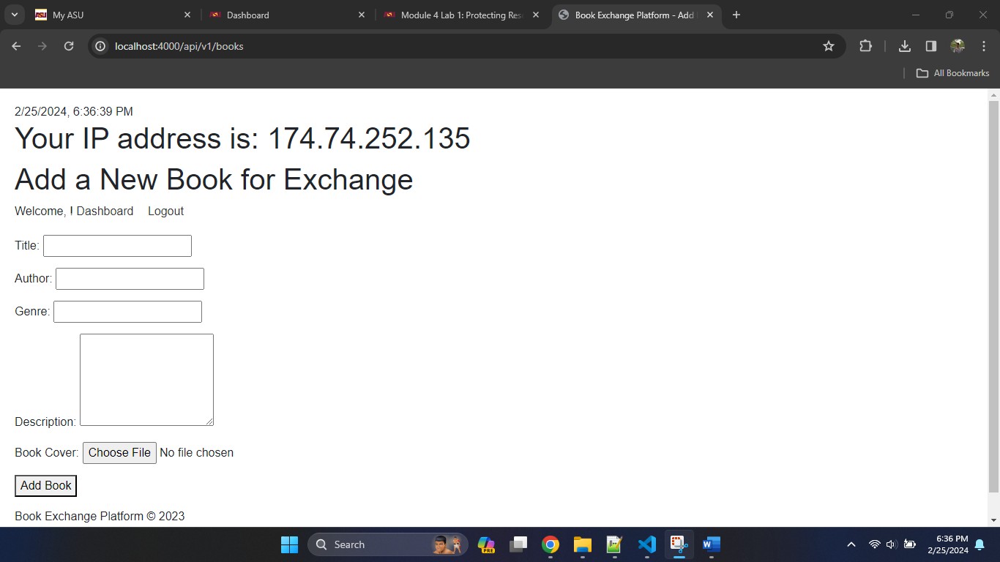 My ASU
Dashboard
Module 4 Lab 1: Protecting Res
Book Exchange Platform - Add
localhost:4000/api/v1/books
All Bookmarks
2/25/2024, 6:36:39 PM
Your IP address is: 174.74.252.135
Add a New Book for Exchange
Welcome, ! Dashboard Logout
Title:
Author:
Genre:
Description:
Book Cover: Choose File No file chosen
Add Book
Book Exchange Platform © 2023
Search
PRE
6:36 PM
2/25/2024